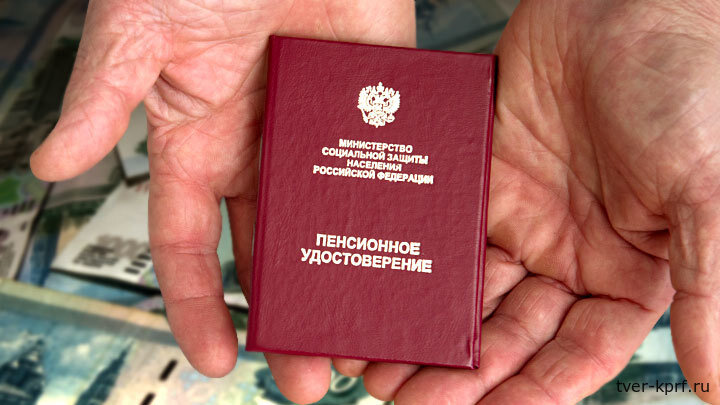 МИНИСТЕРСТВО
СОЦИАЛЬНОЙ ЗАЩИТЫ
НАСЕЛЕНИЯ
РОССИЙСКОЙ ФЕДЕРАЦИИ
ПЕНСИОННОЕ
УДОСТОВЕРЕНИЕ
tver-kprf.ru